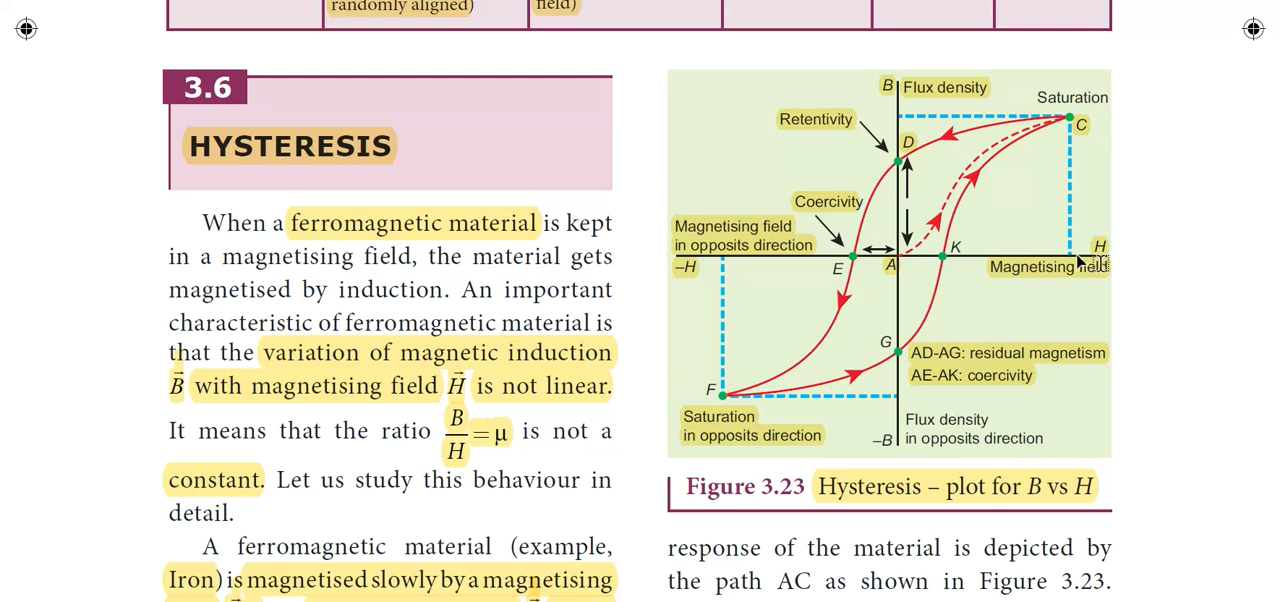 randomly aligned)
field)
3.6
HYSTERESIS
When a ferromagnetic material is kept
in a magnetising field, the material gets
magnetised by induction. An important
characteristic of ferromagnetic material is
that the variation of magnetic induction
B⃗ with magnetising field H⃗ is not linear.
It means that the ratio B/H = μ is not a
constant. Let us study this behaviour in
detail.
A ferromagnetic material (example,
Iron) is magnetised slowly by a magnetising
B Flux density
Saturation
Retentivity
C
D
Coercivity
Magnetising field
in opposits direction
H
K
–H
E
A
Magnetising field
G
AD-AG: residual magnetism
AE-AK: coercivity
F
Saturation
in opposits direction
Flux density
–B in opposits direction
Figure 3.23 Hysteresis – plot for B vs H
response of the material is depicted by
the path AC as shown in Figure 3.23.